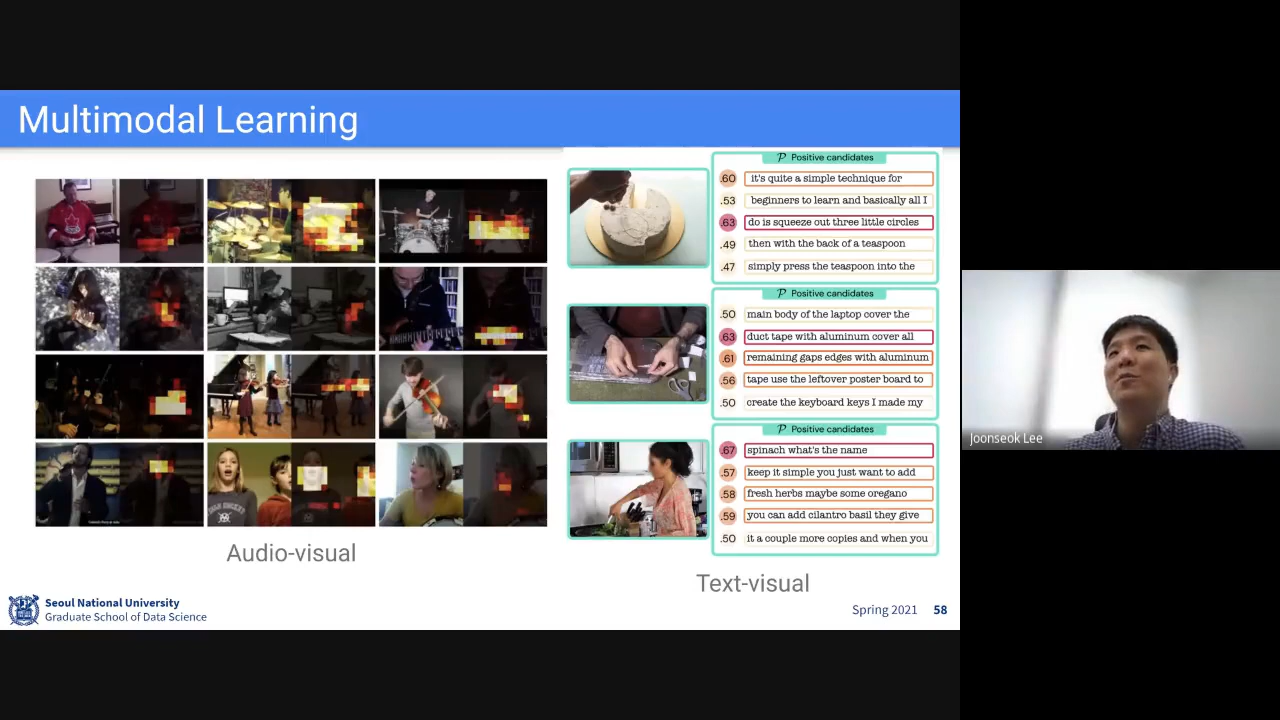 Multimodal Learning
P Positive candidates
.60 it's quite a simple technique for
.53 beginners to learn and basically all I
.63 do is squeeze out three little circles
.49 then with the back of a teaspoon
.47 simply press the teaspoon into the
P Positive candidates
.50 main body of the laptop cover the
.63 duct tape with aluminum cover all
.61 remaining gaps edges with aluminum
.56 tape use the leftover poster board to
.50 create the keyboard keys I made my
P Positive candidates
.67 spinach what's the name
.57 keep it simple you just want to add
.58 fresh herbs maybe some oregano
.59 you can add cilantro basil they give
.50 it a couple more copies and when you
Audio-visual
Text-visual
Seoul National University
Graduate School of Data Science
Spring 2021 58
Joonseok Lee